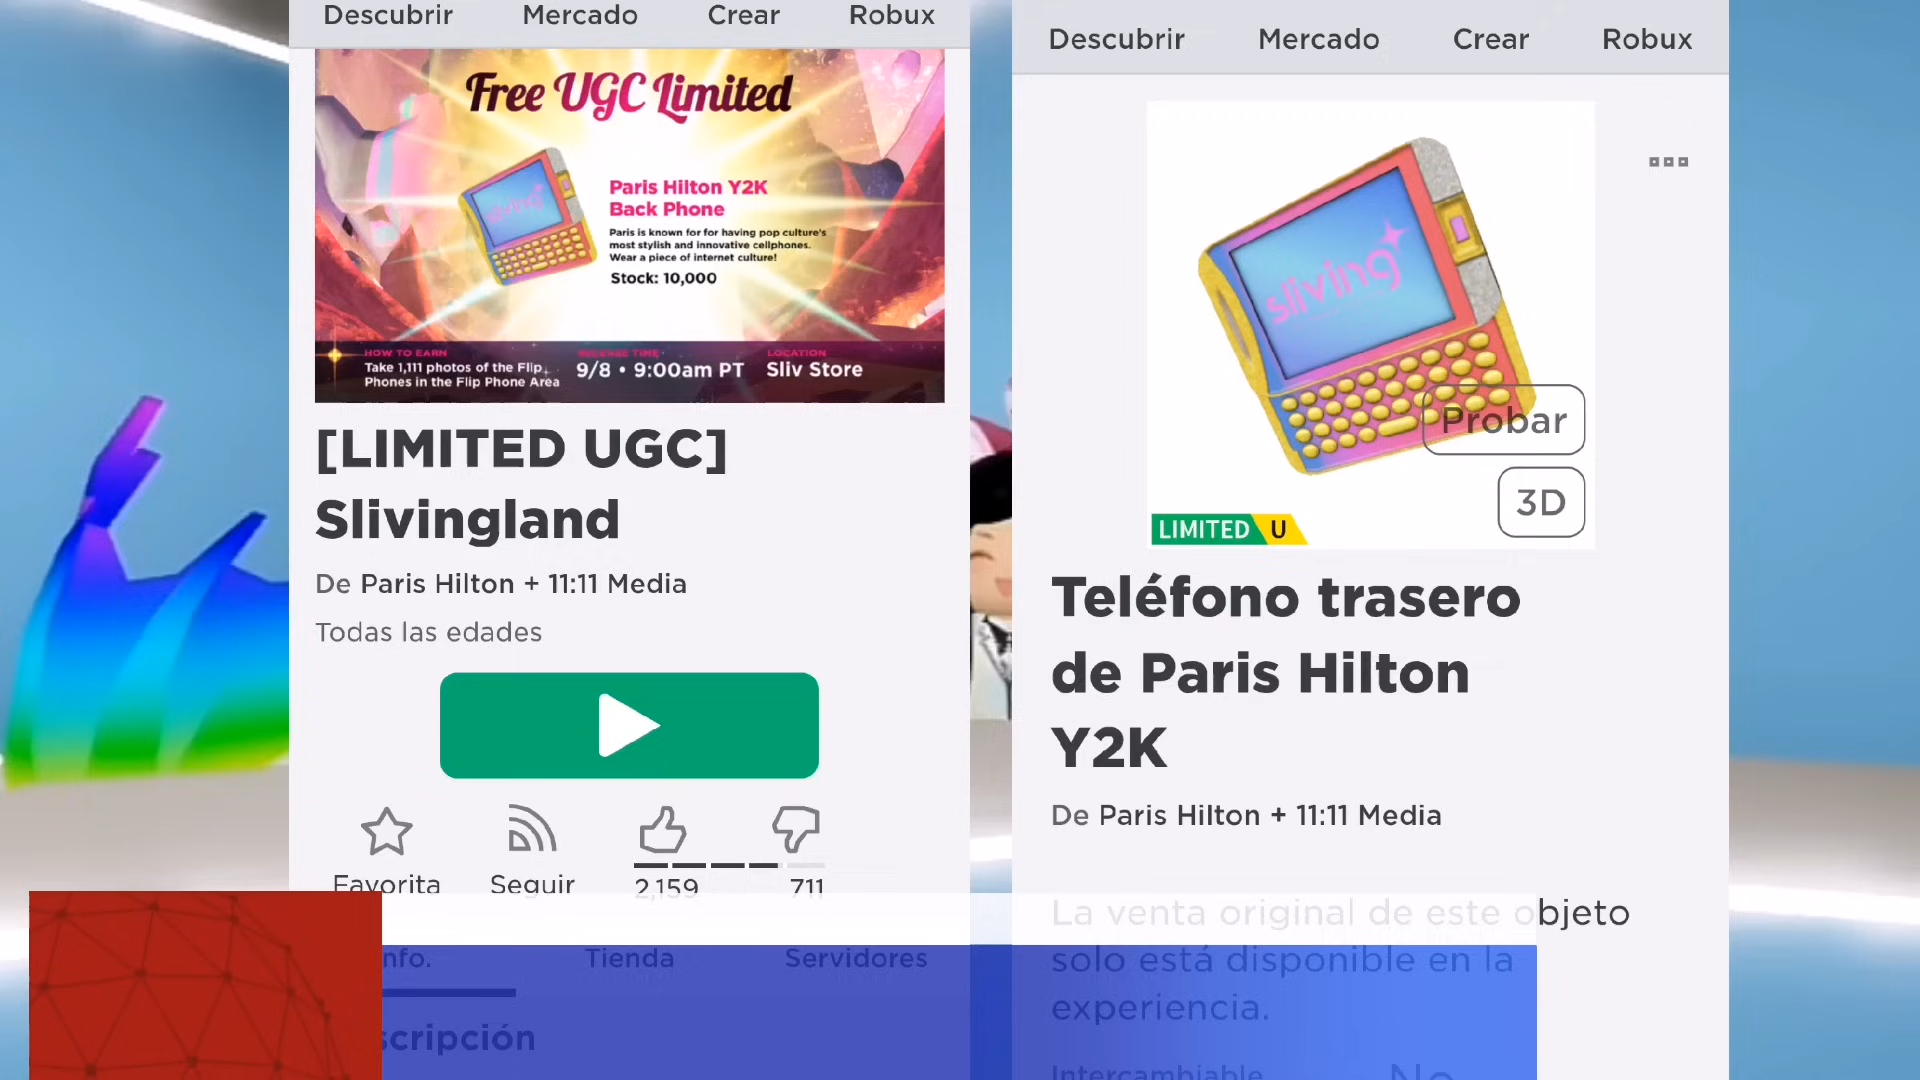 Descubrir Mercado Crear Robux
Free UGC Limited
sliving
Paris Hilton Y2K
Back Phone
Paris is known for for having pop culture's
most stylish and innovative cellphones.
Wear a piece of internet culture!
Stock: 10,000
HOW TO EARN
Take 1,111 photos of the Flip
Phones in the Flip Phone Area
RELEASE TIME
9/8 • 9:00am PT
LOCATION
Sliv Store
[LIMITED UGC]
Slivingland
De Paris Hilton + 11:11 Media
Todas las edades
Favorita Seguir 2,159 711
nfo. Tienda Servidores
scripción
Descubrir Mercado Crear Robux
sliving
Probar
3D
LIMITED U
Teléfono trasero
de Paris Hilton
Y2K
De Paris Hilton + 11:11 Media
La venta original de este objeto
solo está disponible en la
experiencia.
Intercambiable No